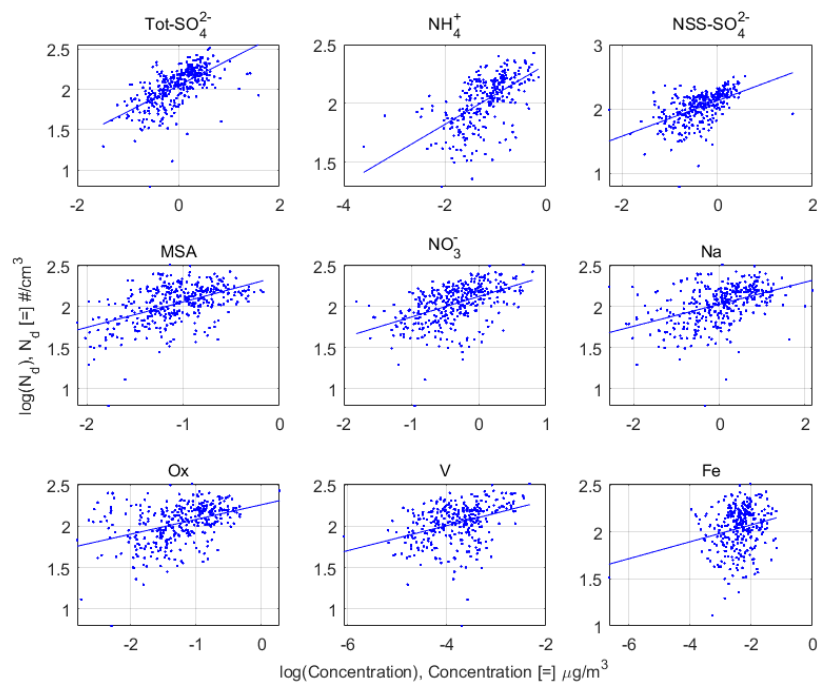 Tot-SO₄²⁻ NH₄⁺ NSS-SO₄²⁻
2.5 2.5 3
2
2 2
1.5 2
1
1.5 1
-2 0 2 -4 -2 0 -2 0 2
MSA NO₃⁻ Na
2.5 2.5 2.5
2 2 2
1.5 1.5 1.5
1 1 1
-2 -1 0 -2 -1 0 1 -2 0 2
log(N_d), N_d [=] #/cm³
Ox V Fe
2.5 2.5 2.5
2 2 2
1.5 1.5 1.5
1 1 1
-2 -1 0 -6 -4 -2 -6 -4 -2 0
log(Concentration), Concentration [=] μg/m³